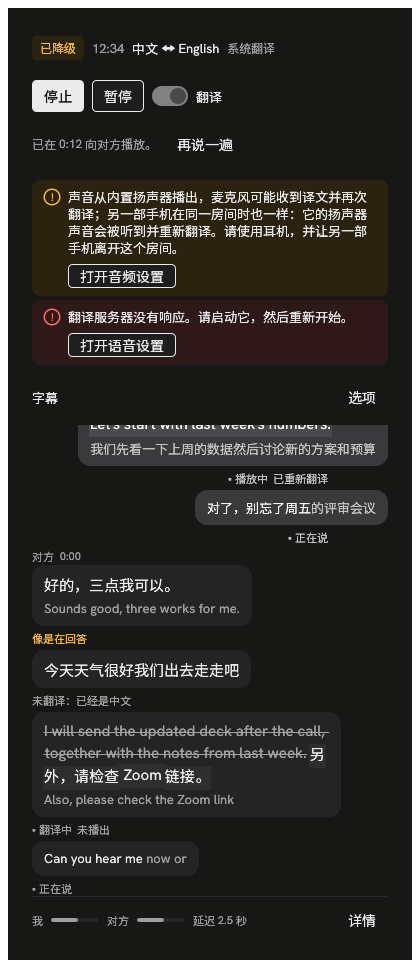 已降级 12:34 中文 ⬌ English 系统翻译
停止 暂停 翻译
已在 0:12 向对方播放。 再说一遍
声音从内置扬声器播出，麦克风可能收到译文并再次
翻译；另一部手机在同一房间时也一样：它的扬声器
声音会被听到并重新翻译。请使用耳机，并让另一部
手机离开这个房间。
打开音频设置
翻译服务器没有响应。请启动它，然后重新开始。
打开语音设置
字幕 选项
Let's start with last week's numbers.
我们先看一下上周的数据然后讨论新的方案和预算
• 播放中 已重新翻译
对了，别忘了周五的评审会议
• 正在说
对方 0:00
好的，三点我可以。
Sounds good, three works for me.
像是在回答
今天天气很好我们出去走走吧
未翻译：已经是中文
I will send the updated deck after the call,
together with the notes from last week. 另
外，请检查 Zoom 链接。
Also, please check the Zoom link
• 翻译中 未播出
Can you hear me now or
• 正在说
我 对方 延迟 2.5 秒 详情